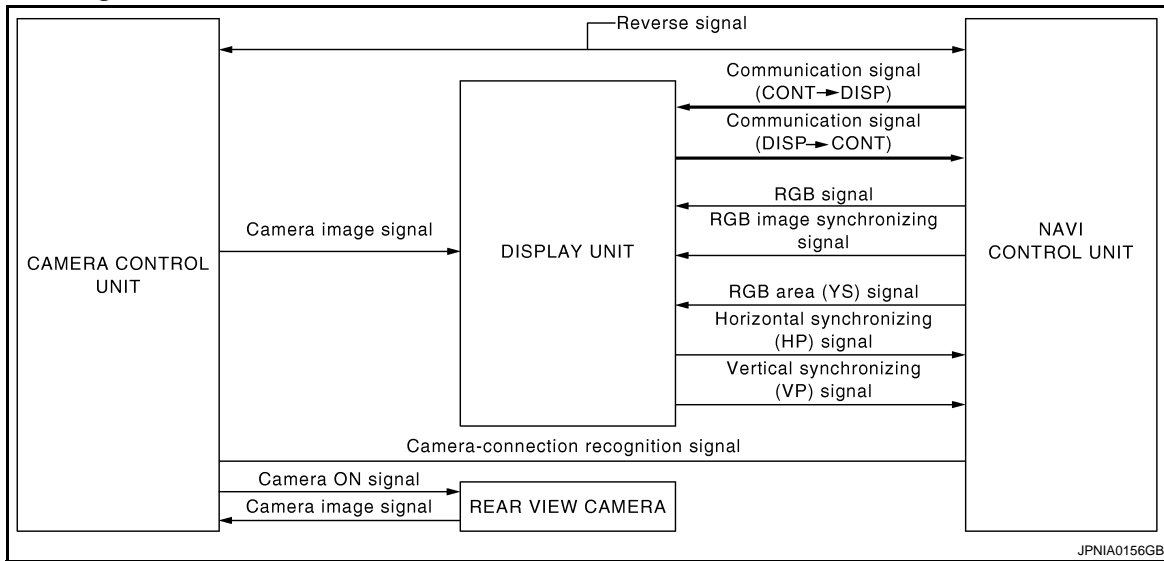 Reverse signal
Communication signal
(CONT→DISP)
Communication signal
(DISP→CONT)
RGB signal
RGB image synchronizing
signal
Camera image signal
CAMERA CONTROL
UNIT
DISPLAY UNIT
NAVI
CONTROL UNIT
RGB area (YS) signal
Horizontal synchronizing
(HP) signal
Vertical synchronizing
(VP) signal
Camera-connection recognition signal
Camera ON signal
Camera image signal
REAR VIEW CAMERA
JPNIA0156GB